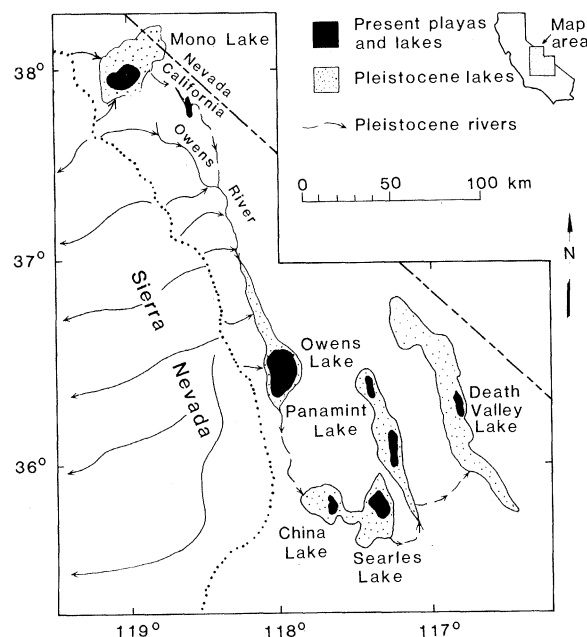 Mono Lake
Nevada
California
Owens
River
Sierra
Nevada
Owens
Lake
Panamint
Lake
Death
Valley
Lake
China
Lake
Searles
Lake
Present playas
and lakes
Pleistocene lakes
Pleistocene rivers
0 50 100 km
Map
area
N
38°
37°
36°
119° 118° 117°